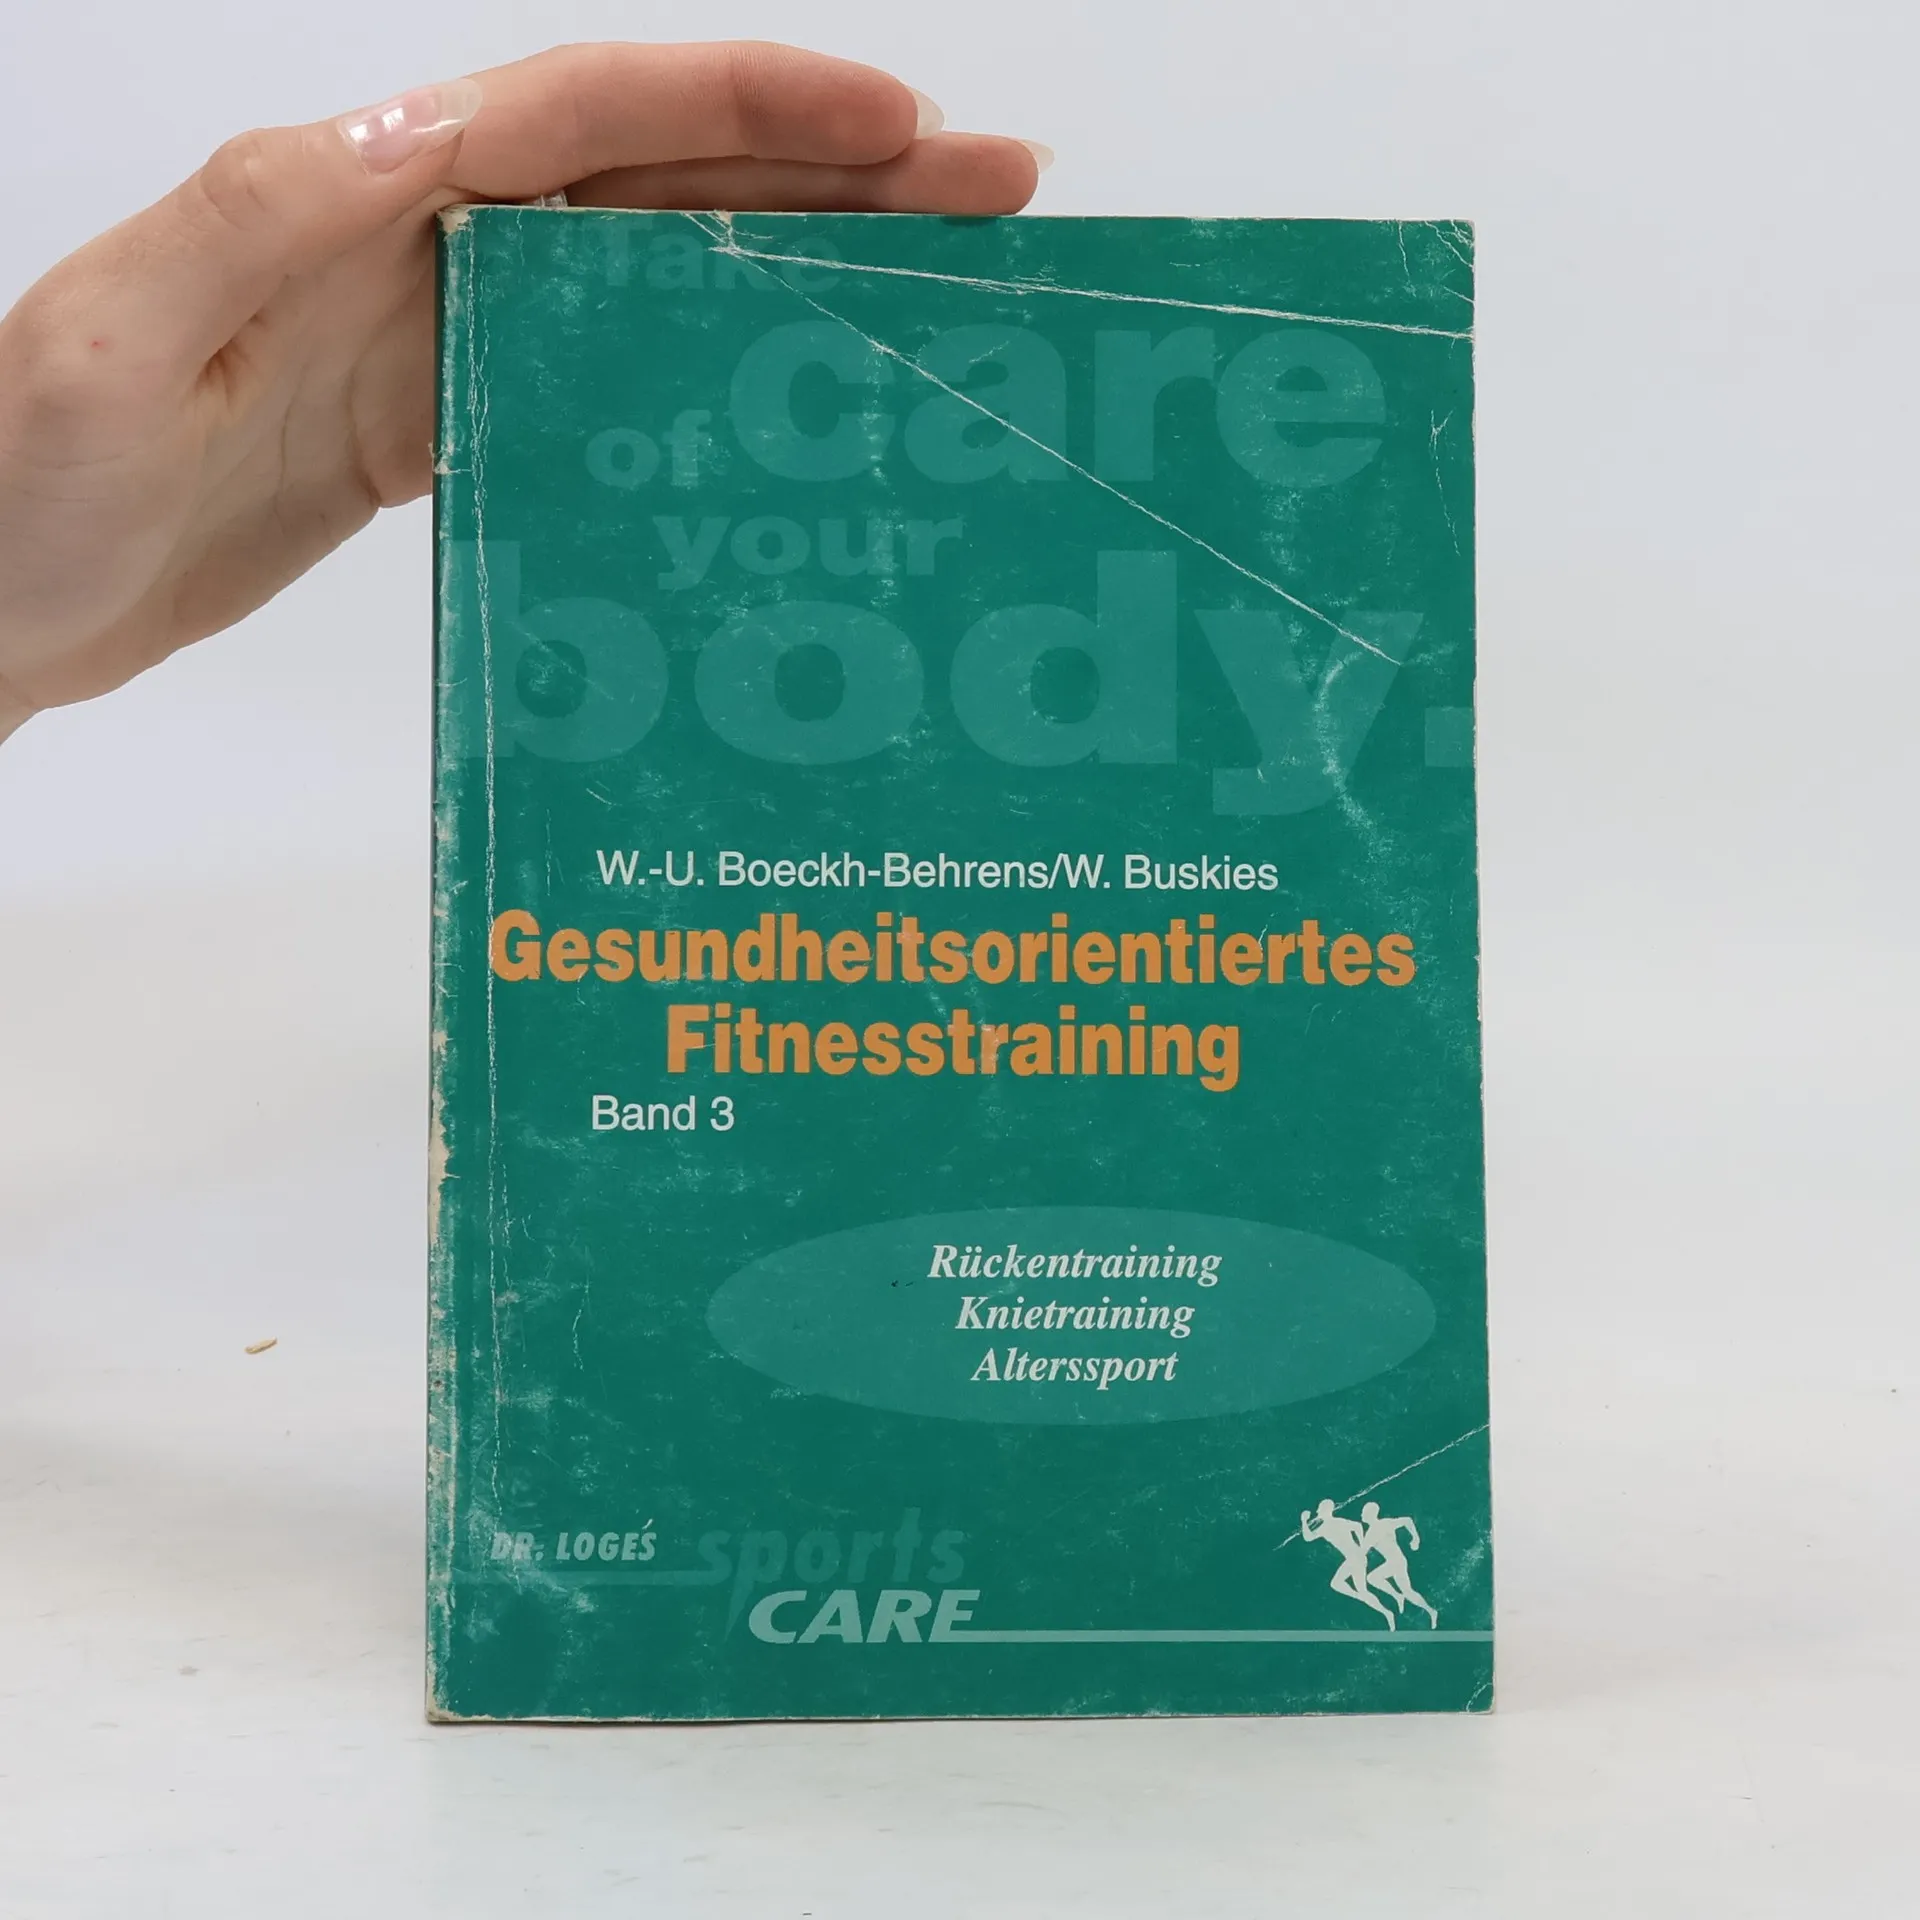 Take
care
of
your
body.
W.-U. Boeckh-Behrens/W. Buskies
Gesundheitsorientiertes
Fitnesstraining
Band 3
Rückentraining
Knietraining
Alterssport
DR. LOGES' sports
CARE